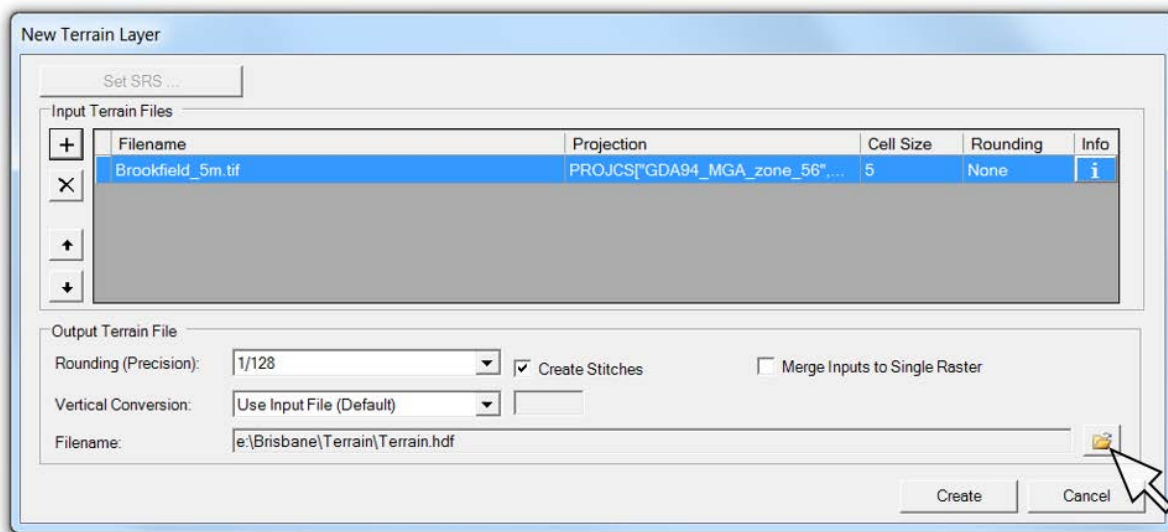 New Terrain Layer
Set SRS ...
Input Terrain Files
+ Filename Projection Cell Size Rounding Info
Brookfield_5m.tif PROJCS["GDA94_MGA_zone_56",... 5 None i
Output Terrain File
Rounding (Precision): 1/128 Create Stitches Merge Inputs to Single Raster
Vertical Conversion: Use Input File (Default)
Filename: e:\Brisbane\Terrain\Terrain.hdf
Create Cancel